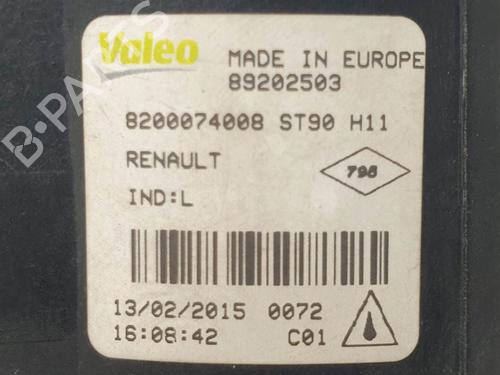 Valeo MADE IN EUROPE
89202503
8200074008 ST90 H11
RENAULT 796
IND:L
13/02/2015 0072
16:08:42 C01
B-PARTS